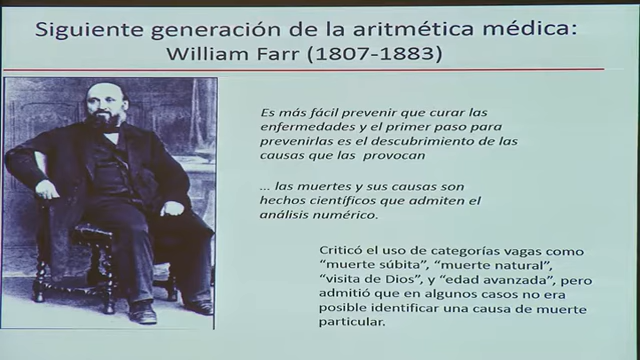 Siguiente generación de la aritmética médica:
William Farr (1807-1883)
Es más fácil prevenir que curar las
enfermedades y el primer paso para
prevenirlas es el descubrimiento de las
causas que las provocan
... las muertes y sus causas son
hechos científicos que admiten el
análisis numérico.
Criticó el uso de categorías vagas como
“muerte súbita”, “muerte natural”,
“visita de Dios”, y “edad avanzada”, pero
admitió que en algunos casos no era
posible identificar una causa de muerte
particular.